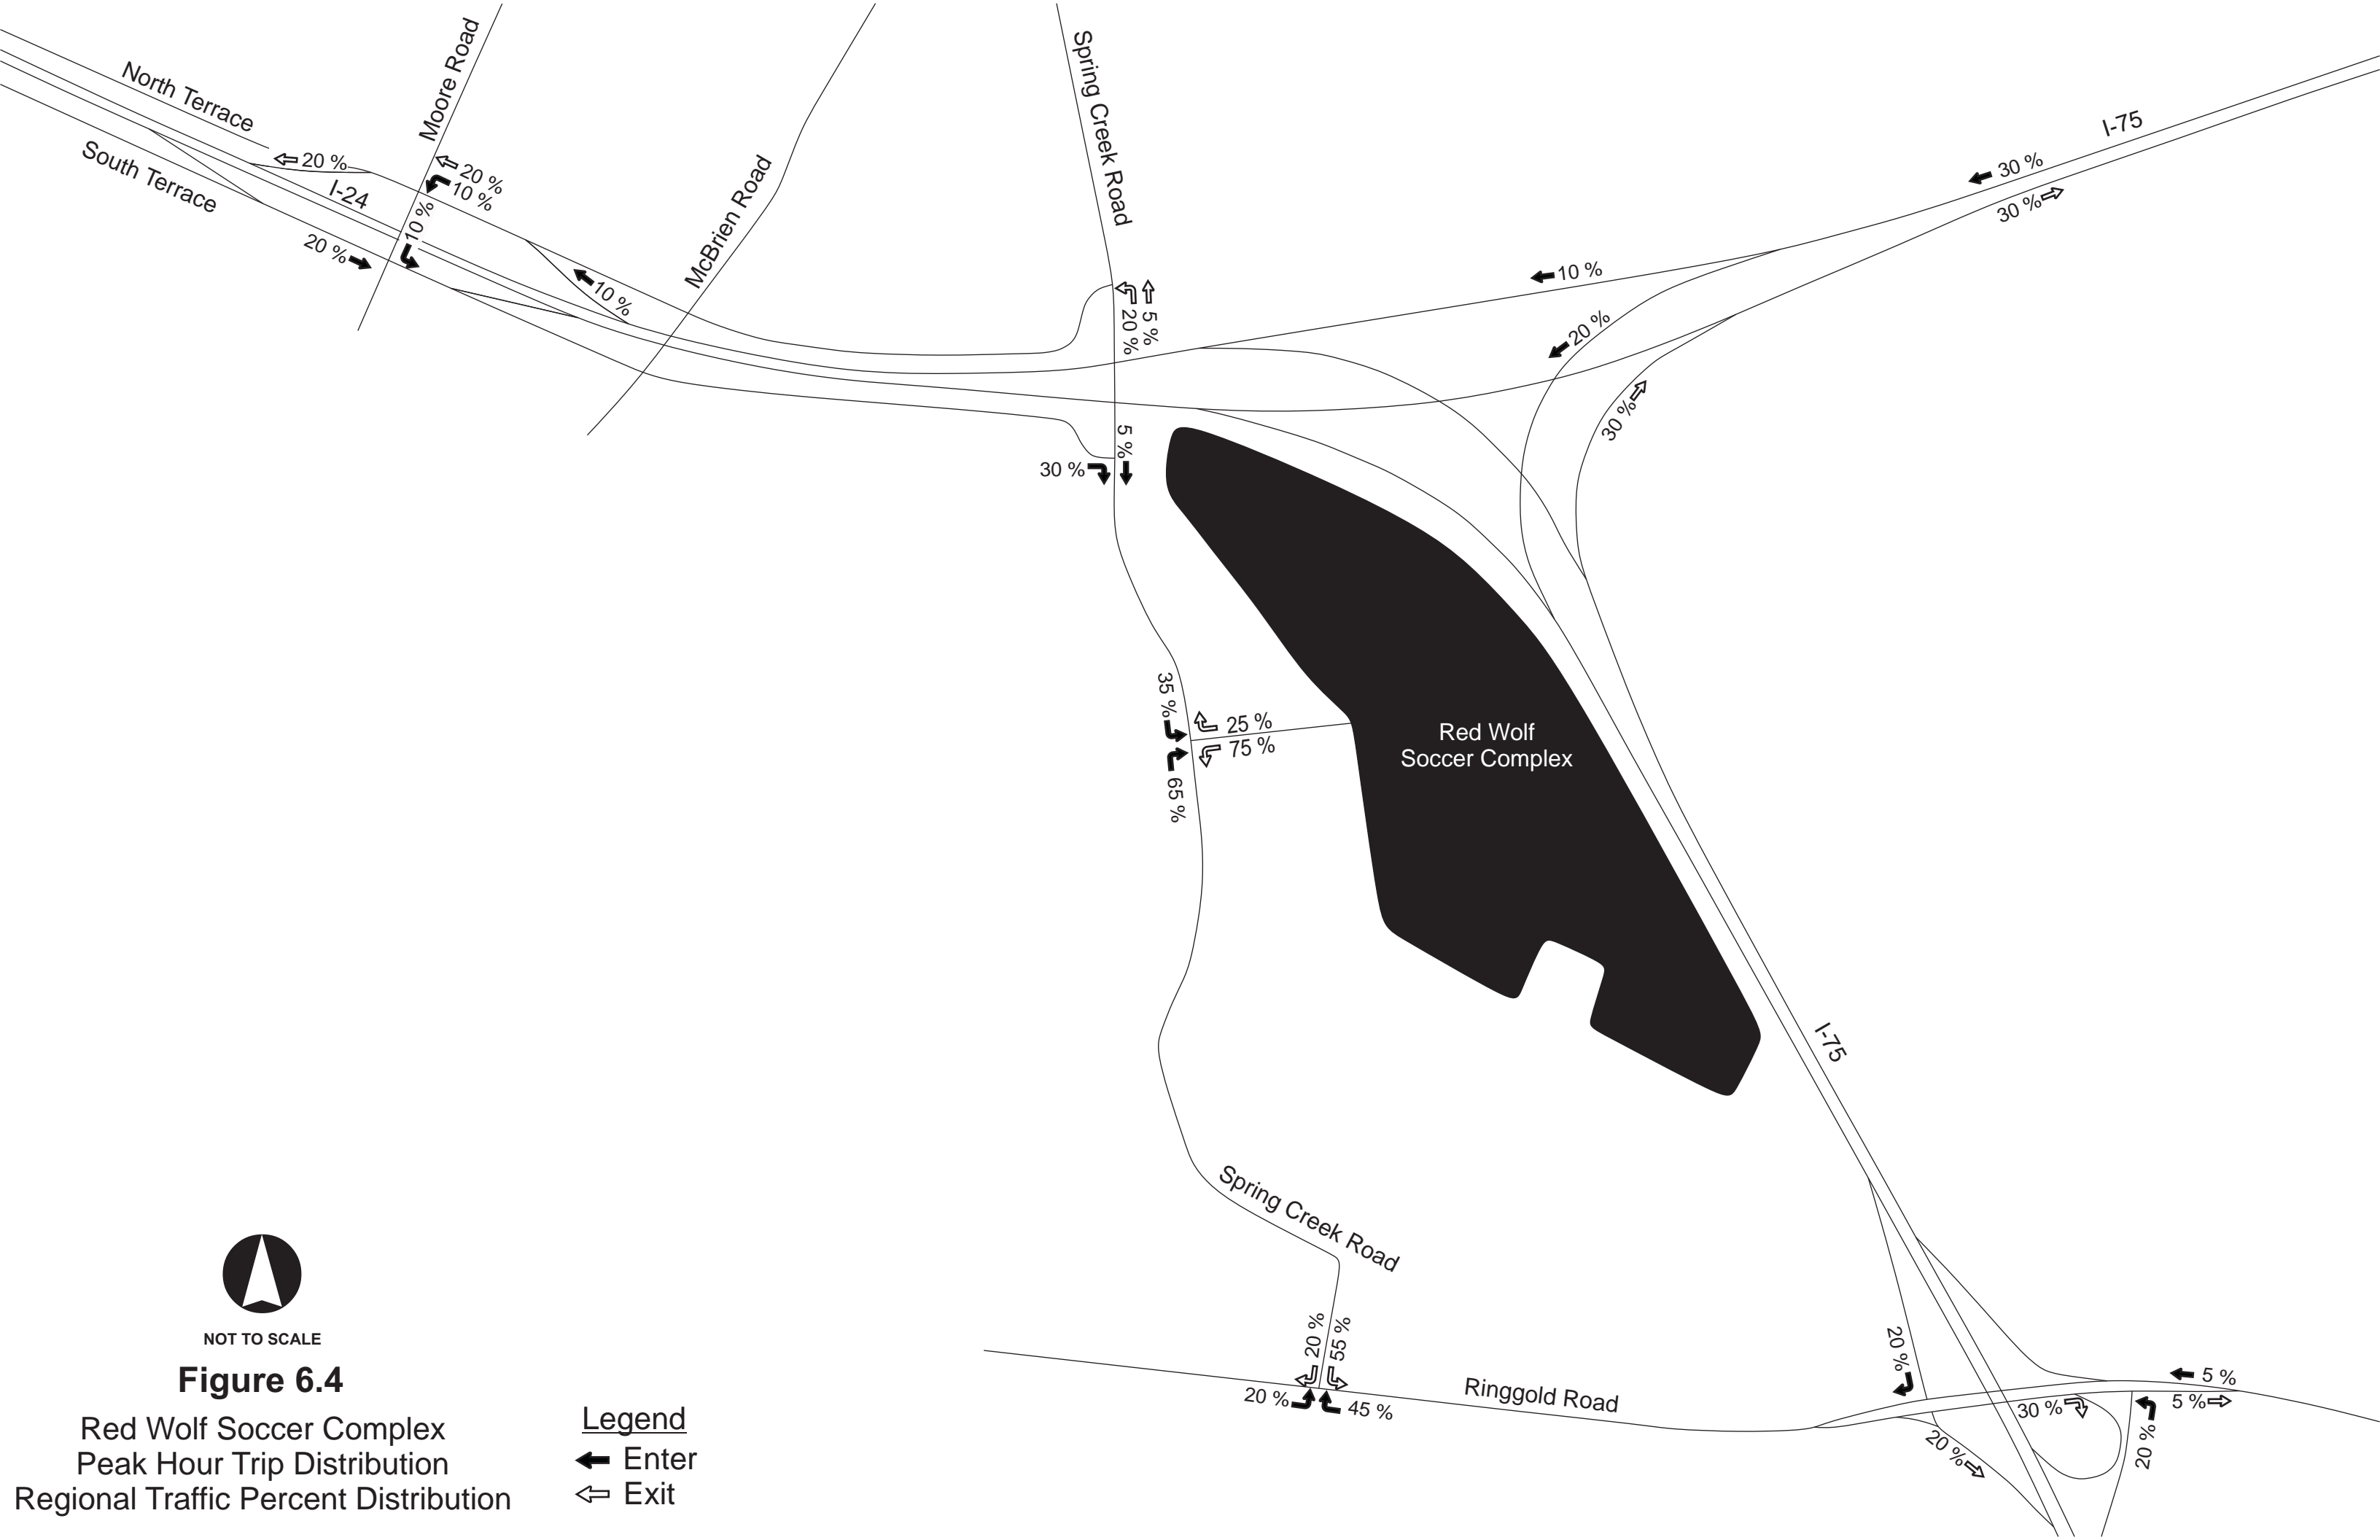 North Terrace
South Terrace
I-24
Moore Road
McBrien Road
Spring Creek Road
I-75
20 %
20 %
10 %
10 %
20 %
10 %
20 %
5 %
5 %
30 %
30 %
30 %
10 %
20 %
30 %
35 %
25 %
75 %
65 %
Red Wolf
Soccer Complex
I-75
Spring Creek Road
20 %
55 %
20 %
45 %
Ringgold Road
20 %
5 %
5 %
30 %
20 %
20 %
NOT TO SCALE
Figure 6.4
Red Wolf Soccer Complex
Peak Hour Trip Distribution
Regional Traffic Percent Distribution
Legend
Enter
Exit